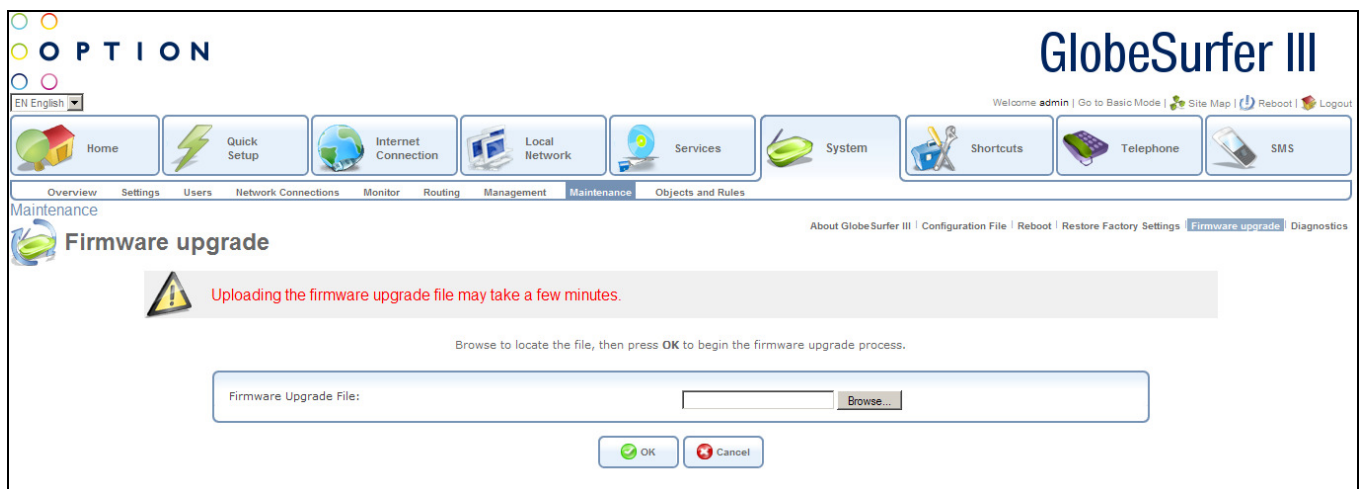 OPTION
GlobeSurfer III
EN English
Welcome admin | Go to Basic Mode | Site Map | Reboot | Logout
Home
Quick Setup
Internet Connection
Local Network
Services
System
Shortcuts
Telephone
SMS
Overview Settings Users Network Connections Monitor Routing Management Maintenance Objects and Rules
Maintenance
About GlobeSurfer III | Configuration File | Reboot | Restore Factory Settings | Firmware upgrade | Diagnostics
Firmware upgrade
Uploading the firmware upgrade file may take a few minutes.
Browse to locate the file, then press OK to begin the firmware upgrade process.
Firmware Upgrade File: Browse...
OK Cancel